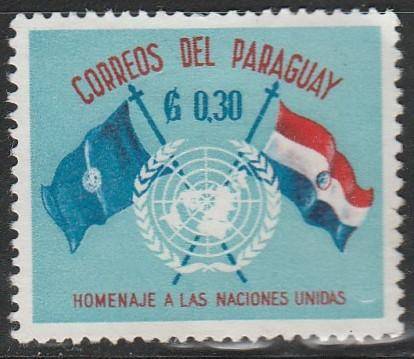 CORREOS DEL PARAGUAY
₲ 0,30
HOMENAJE A LAS NACIONES UNIDAS